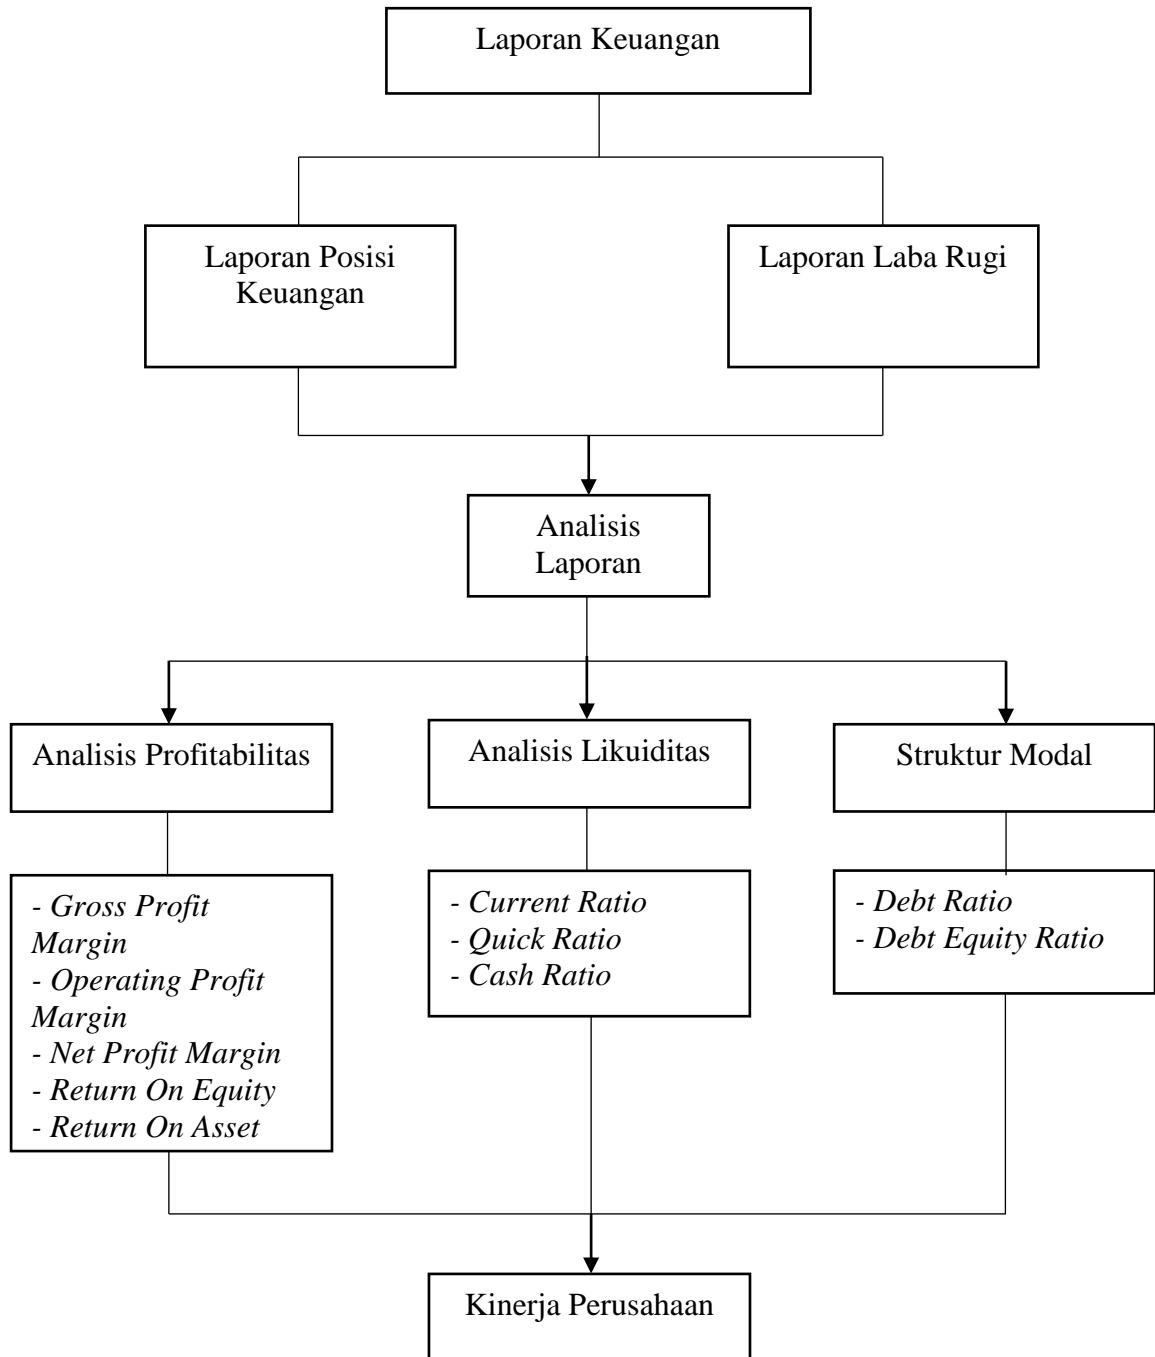 Laporan Keuangan
Laporan Posisi
Keuangan
Laporan Laba Rugi
Analisis
Laporan
Analisis Profitabilitas
Analisis Likuiditas
Struktur Modal
- Gross Profit
Margin
- Operating Profit
Margin
- Net Profit Margin
- Return On Equity
- Return On Asset
- Current Ratio
- Quick Ratio
- Cash Ratio
- Debt Ratio
- Debt Equity Ratio
Kinerja Perusahaan